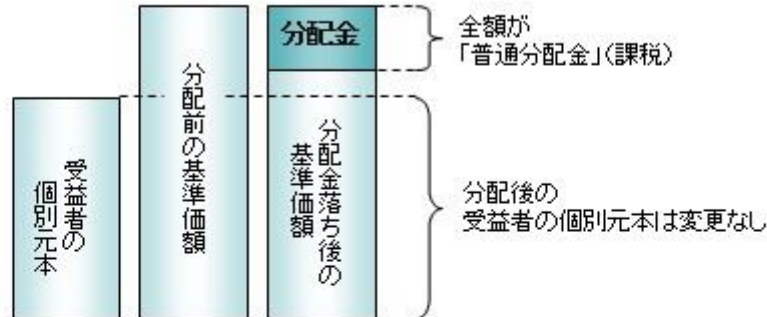 受益者の
個別元本
分配前の基準価額
分配金
分配金落ち後の
基準価額
全額が
「普通分配金」(課税)
分配後の
受益者の個別元本は変更なし